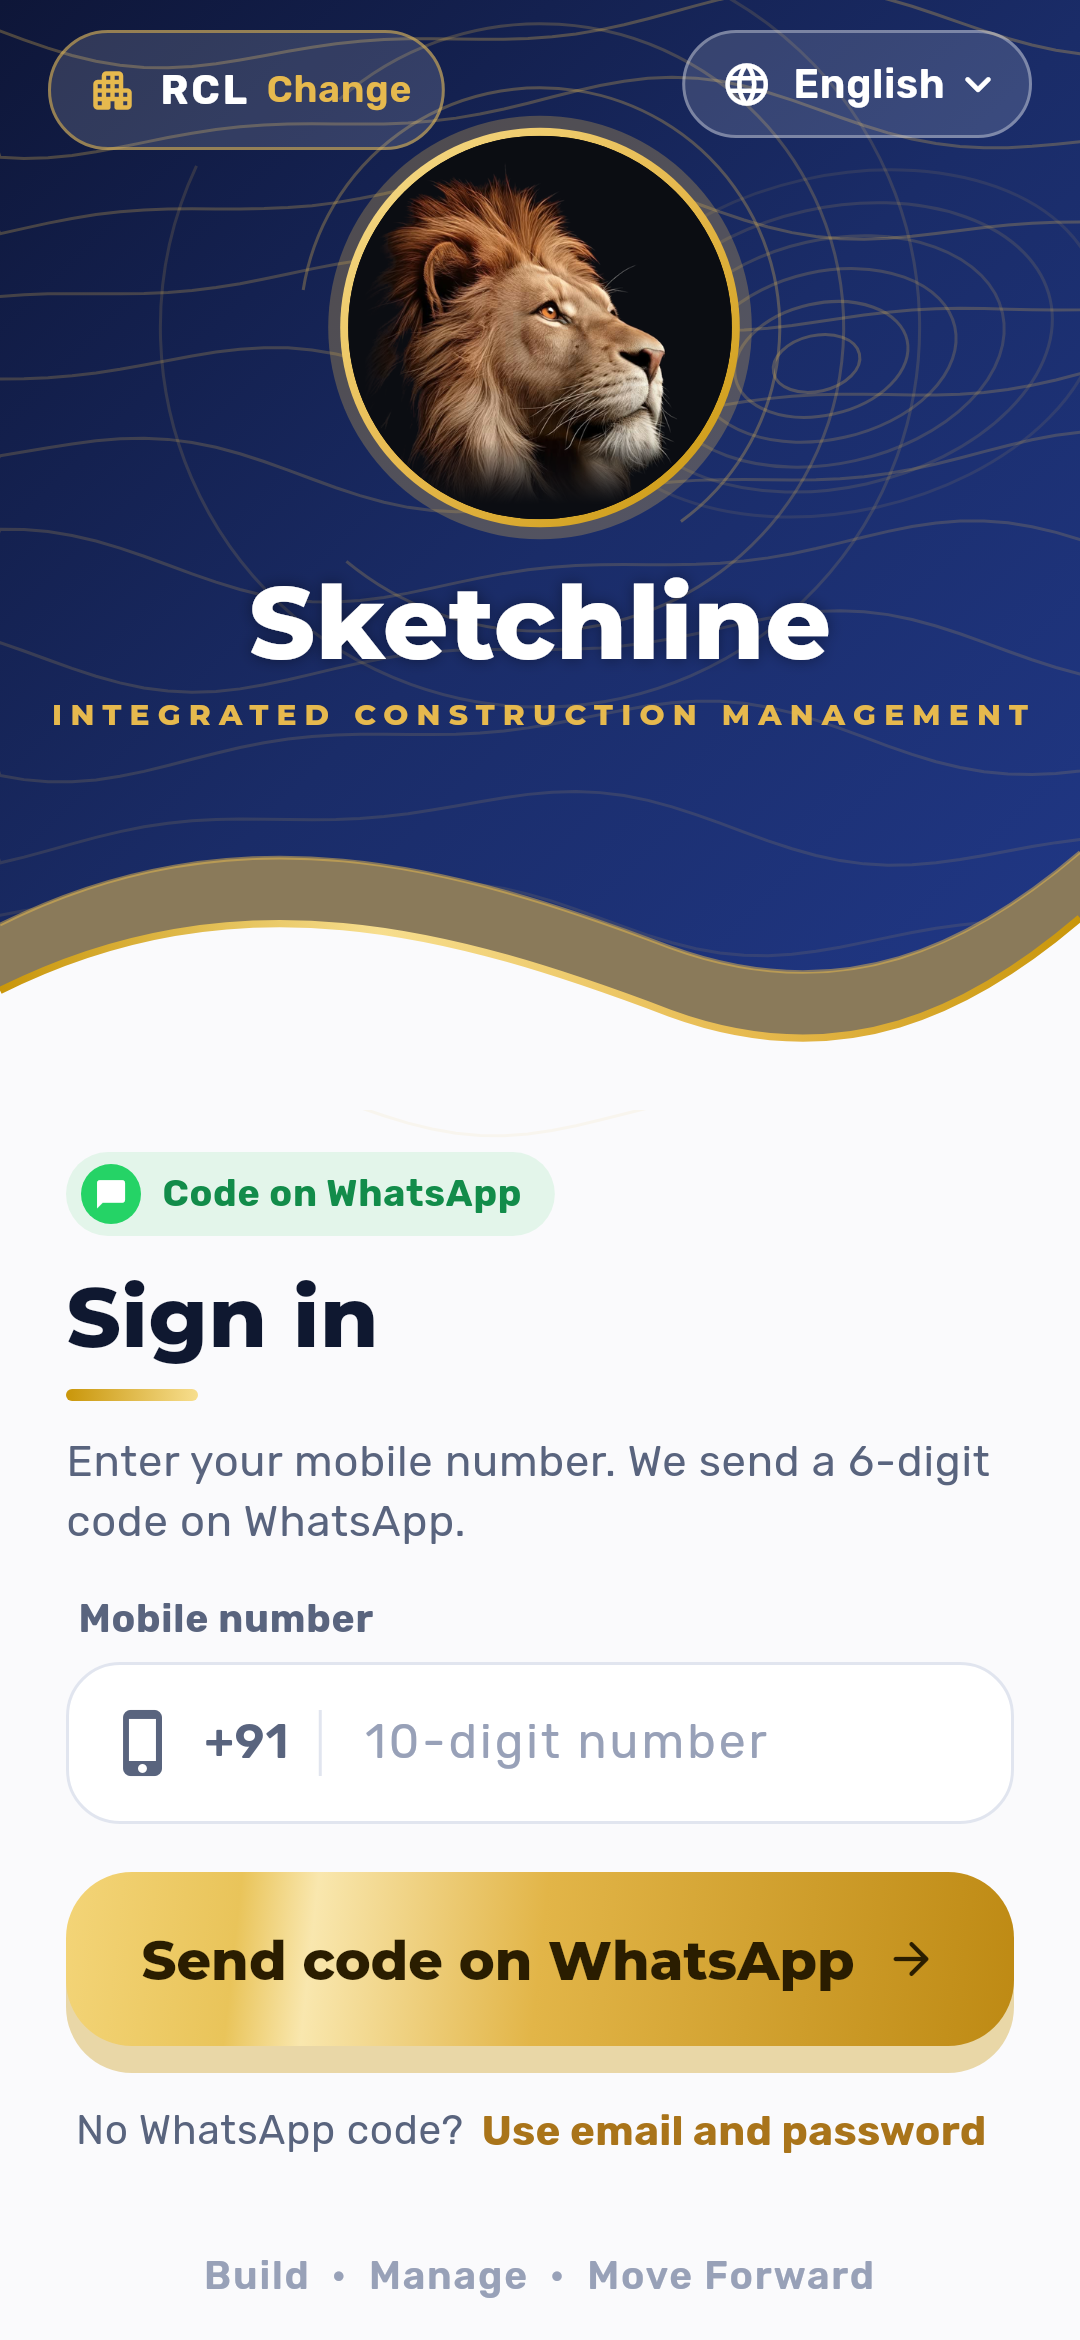 RCL Change
English
Sketchline
INTEGRATED CONSTRUCTION MANAGEMENT
Code on WhatsApp
Sign in
Enter your mobile number. We send a 6-digit
code on WhatsApp.
Mobile number
+91 10-digit number
Send code on WhatsApp →
No WhatsApp code? Use email and password
Build • Manage • Move Forward